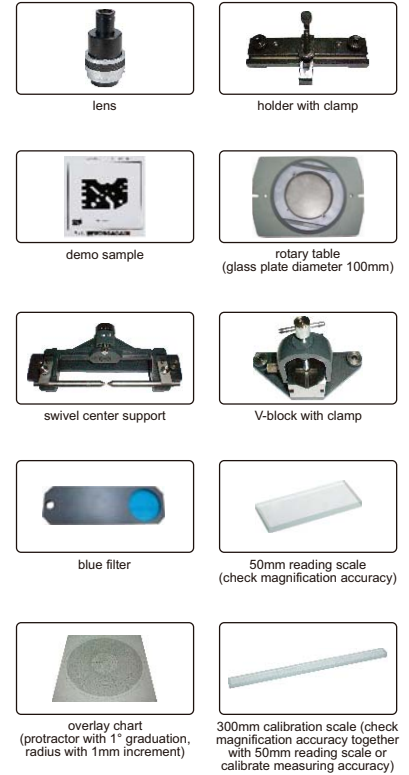 lens
holder with clamp
demo sample
rotary table
(glass plate diameter 100mm)
swivel center support
V-block with clamp
blue filter
50mm reading scale
(check magnification accuracy)
overlay chart
(protractor with 1° graduation,
radius with 1mm increment)
300mm calibration scale (check
magnification accuracy together
with 50mm reading scale or
calibrate measuring accuracy)